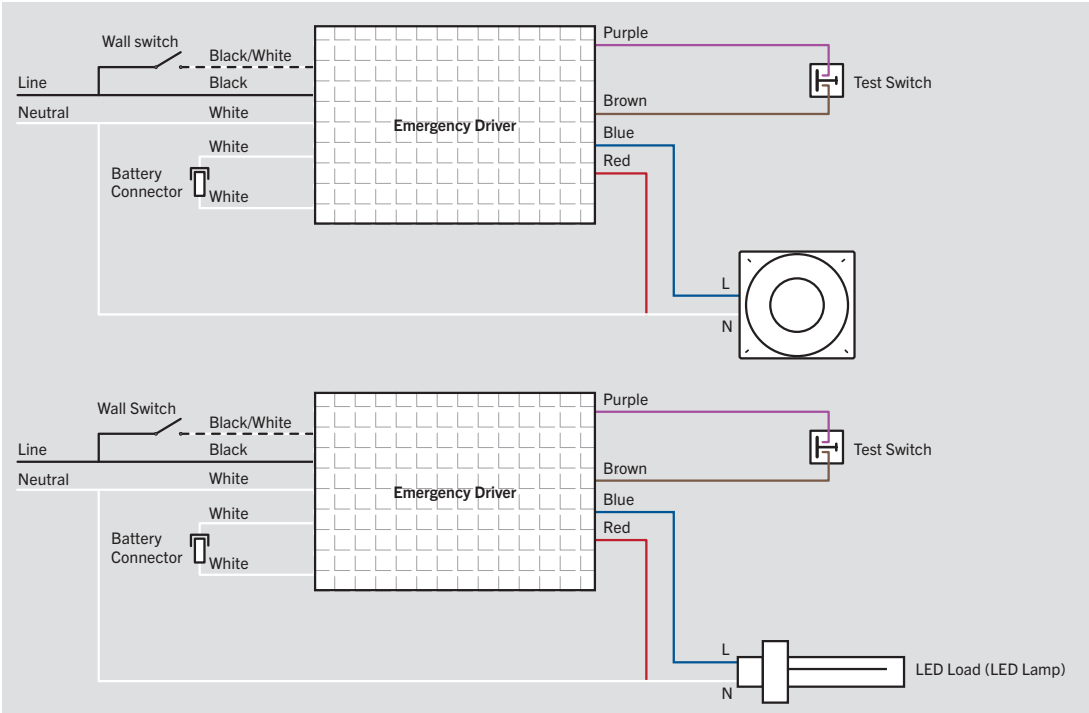 Wall switch
Black/White
Purple
Line
Black
Test Switch
Neutral
White
Brown
Emergency Driver
Blue
White
Red
Battery
Connector
White
L
N
Wall Switch
Black/White
Purple
Line
Black
Test Switch
Neutral
White
Brown
Emergency Driver
Blue
White
Red
Battery
Connector
White
L
LED Load (LED Lamp)
N